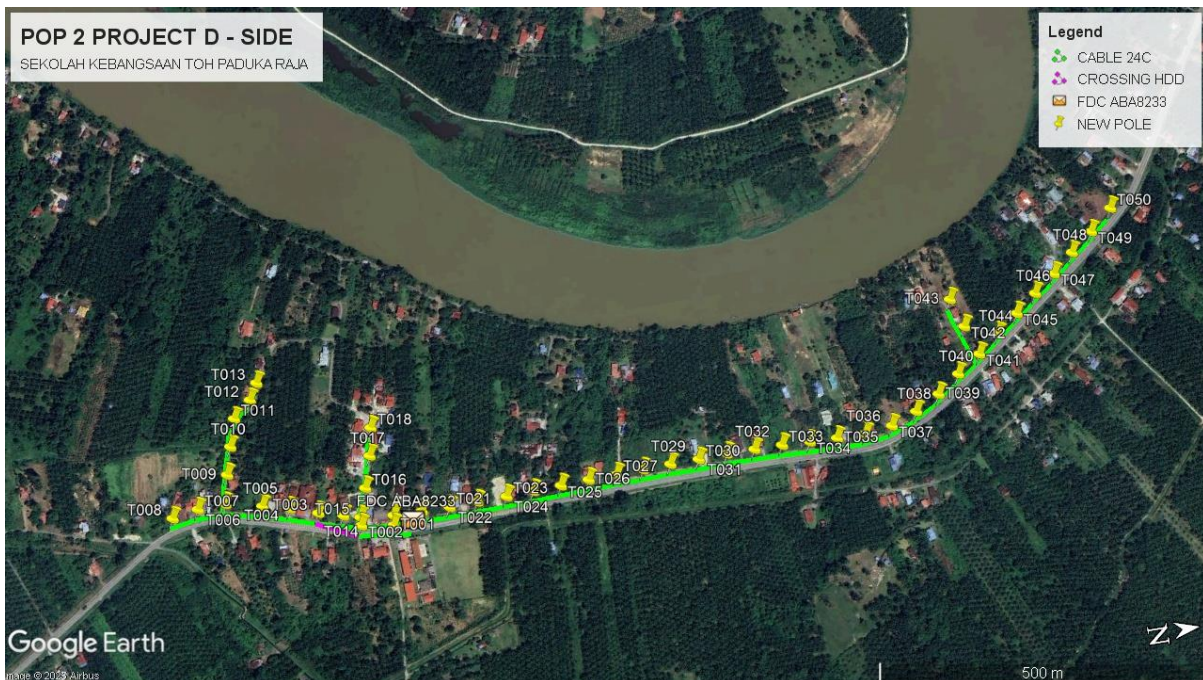 POP 2 PROJECT D - SIDE
SEKOLAH KEBANGSAAN TOH PADUKA RAJA
Legend
CABLE 24C
CROSSING HDD
FDC ABA8233
NEW POLE
T050
T049
T048
T047
T046
T045
T044
T043
T042
T041
T040
T039
T038
T037
T036
T035
T034
T033
T032
T031
T030
T029
T027
T026
T025
T024
T023
T022
T021
T018
T017
T016
T013
T012
T011
T010
T009
T008
T007
T006
T005
T004
T003
T015
T014
FDC ABA8233
T002
T001
Google Earth
500 m
N